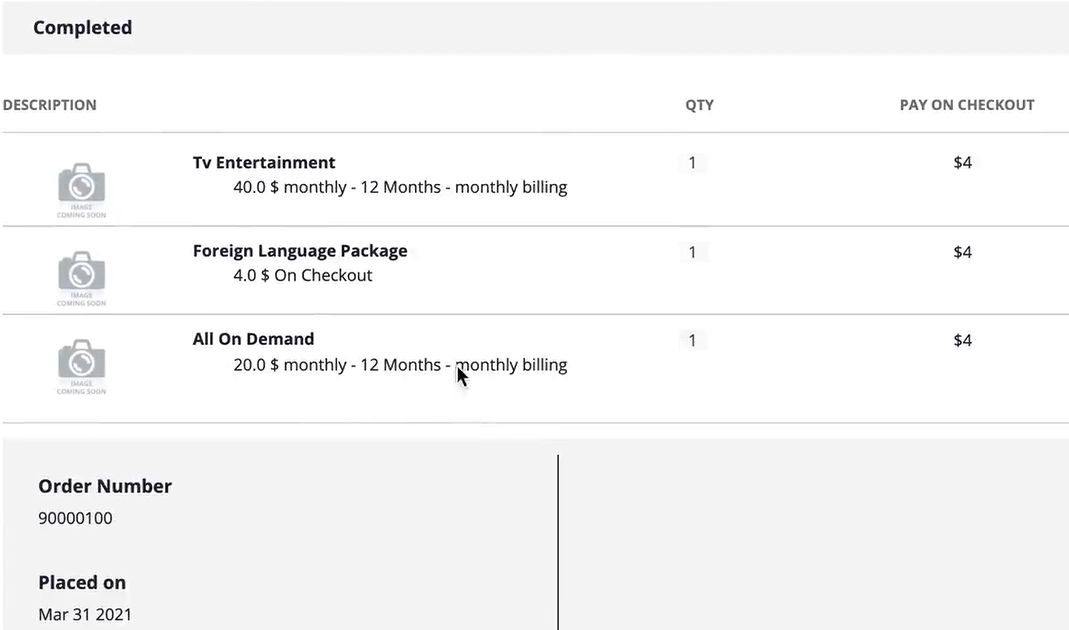 Completed
DESCRIPTION QTY PAY ON CHECKOUT
Tv Entertainment 1 $4
40.0 $ monthly - 12 Months - monthly billing
IMAGE
COMING SOON
Foreign Language Package 1 $4
4.0 $ On Checkout
IMAGE
COMING SOON
All On Demand 1 $4
20.0 $ monthly - 12 Months - monthly billing
IMAGE
COMING SOON
Order Number
90000100
Placed on
Mar 31 2021